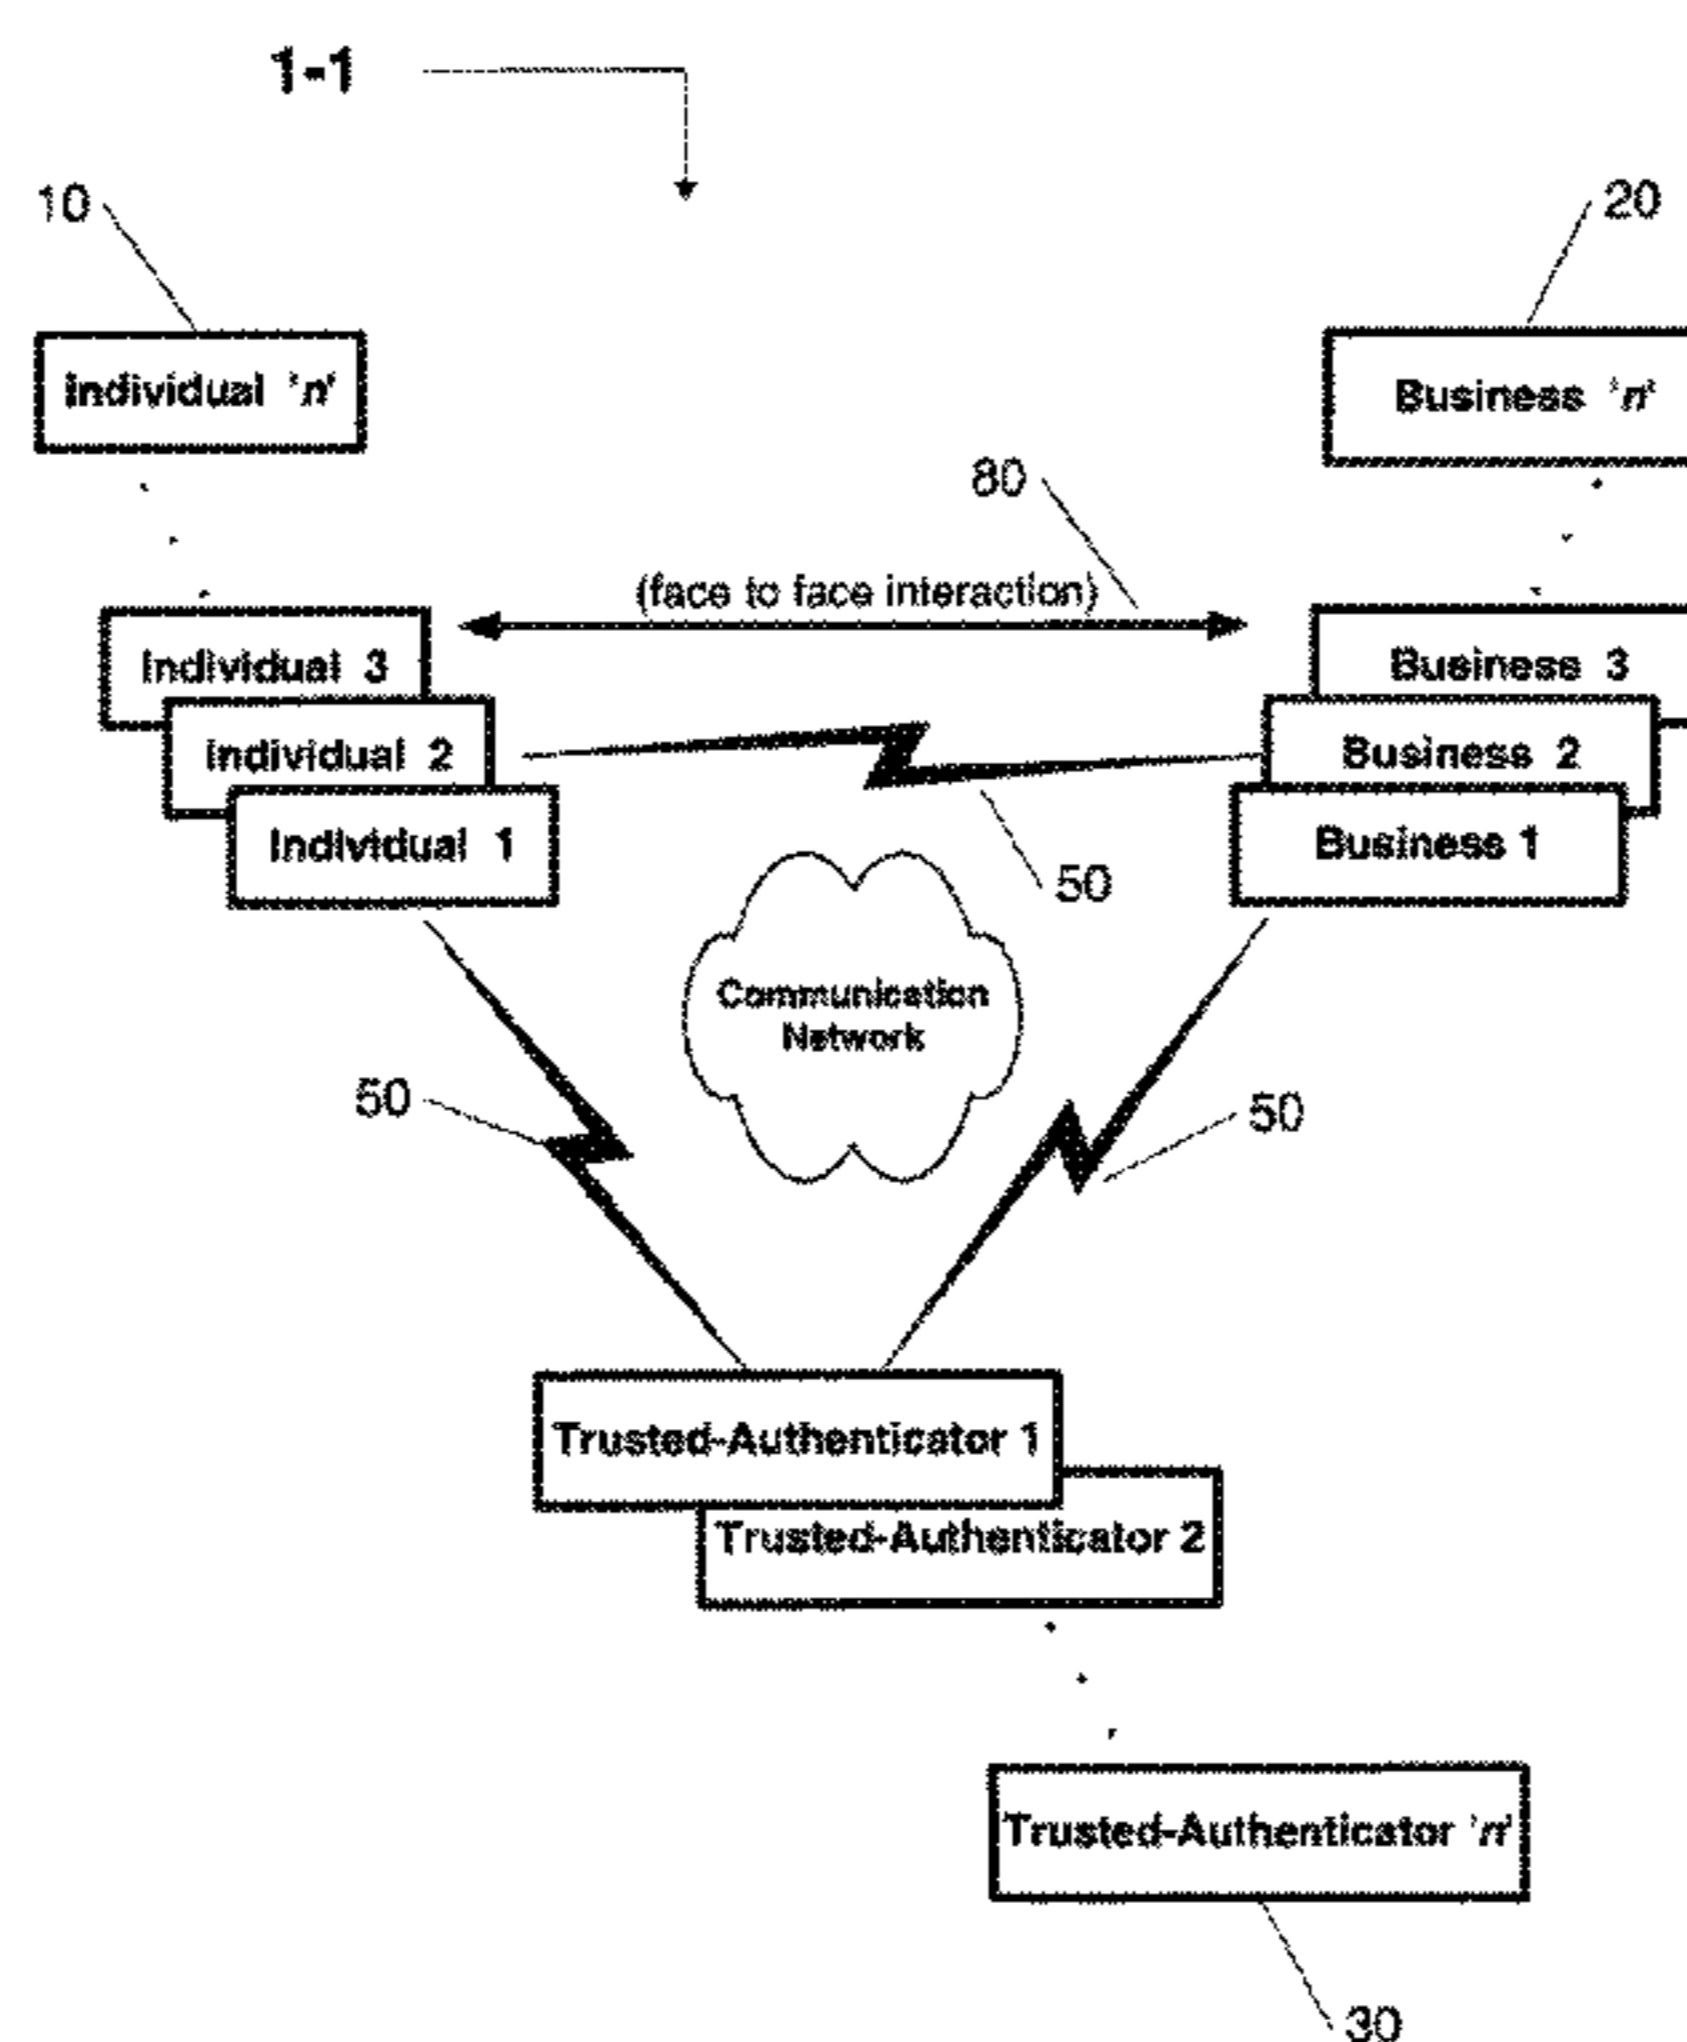 1-1
10
20
Individual 'n'
Business 'n'
80
(face to face interaction)
Individual 3
Business 3
Individual 2
Business 2
Individual 1
Business 1
50
Communication
Network
50
50
Trusted-Authenticator 1
Trusted-Authenticator 2
Trusted-Authenticator 'n'
30